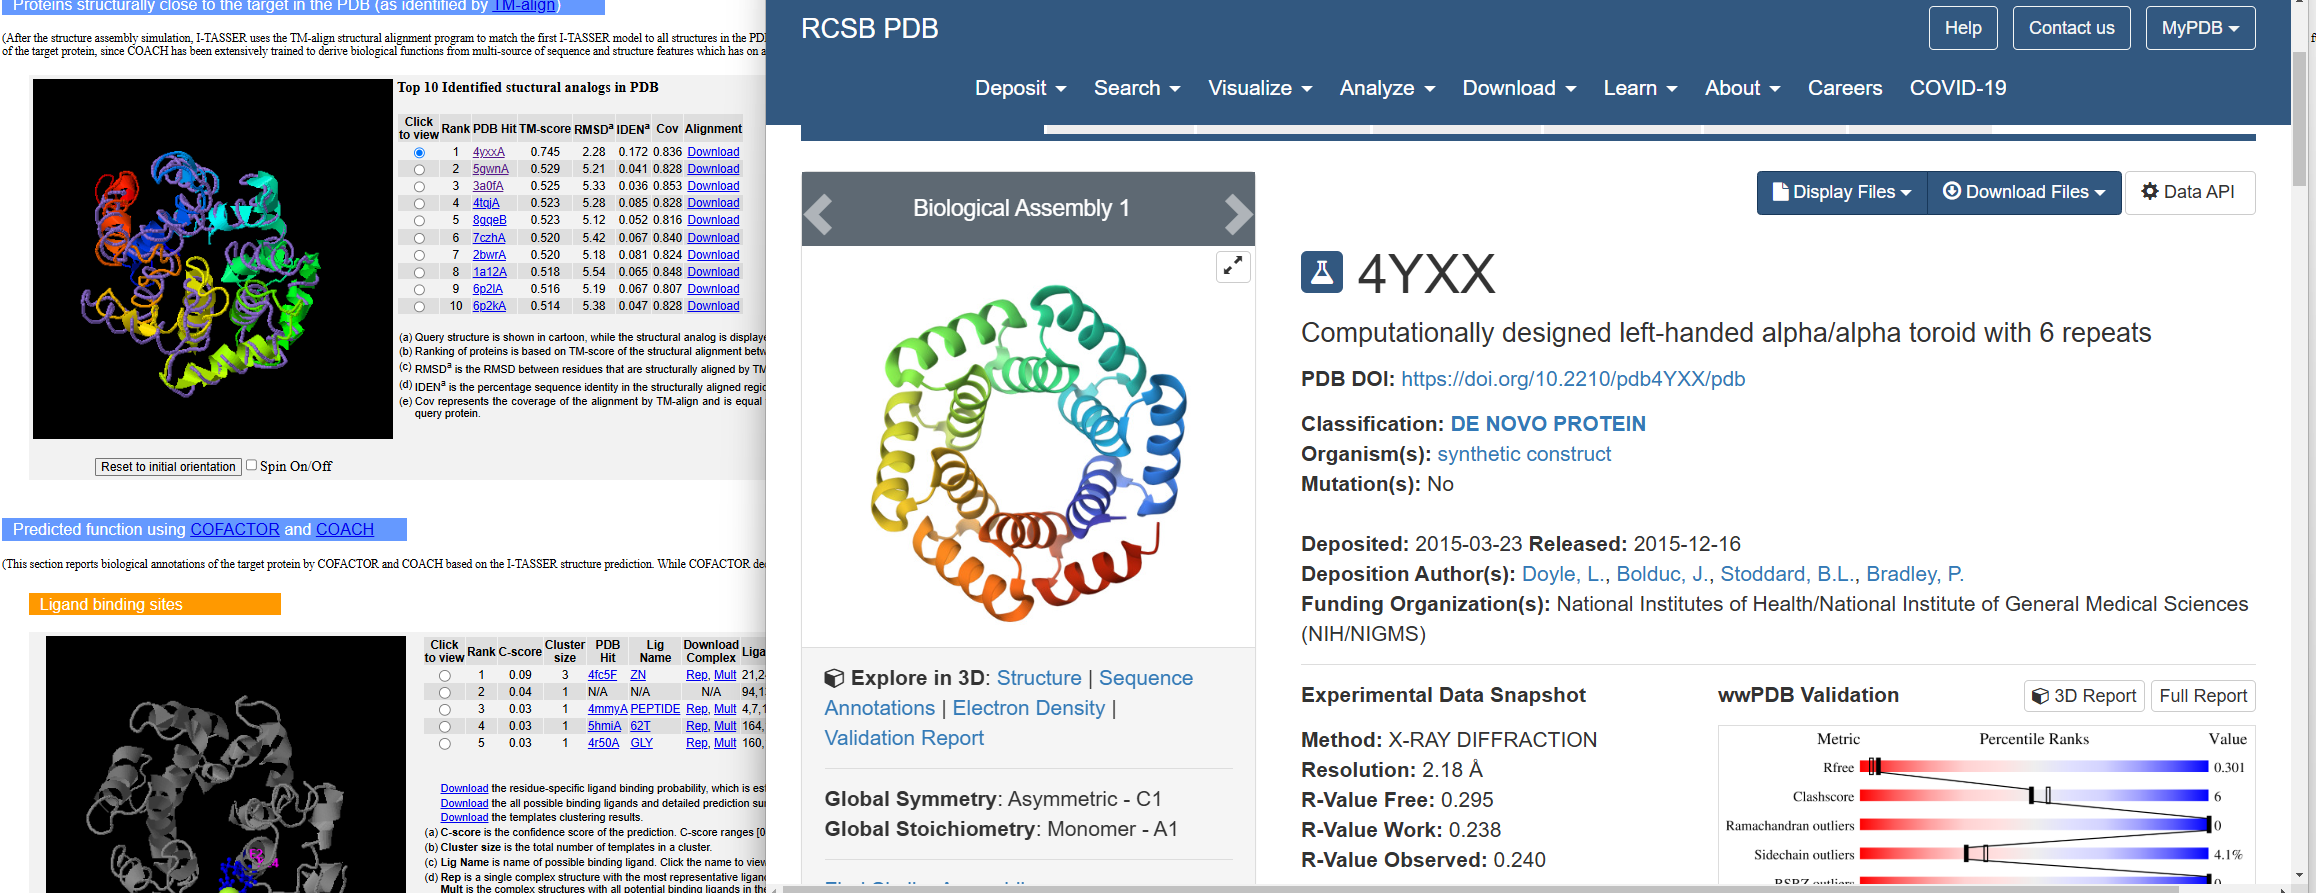 Proteins structurally close to the target in the PDB (as identified by TM-align)
(After the structure assembly simulation, I-TASSER uses the TM-align structural alignment program to match the first I-TASSER model to all structures in the PD
of the target protein, since COACH has been extensively trained to derive biological functions from multi-source of sequence and structure features which has on a
Top 10 Identified stuctural analogs in PDB
Click to view Rank PDB Hit TM-score RMSDa IDENa Cov Alignment
1 4yxxA 0.745 2.28 0.172 0.836 Download
2 5gwnA 0.529 5.21 0.041 0.828 Download
3 3a0fA 0.525 5.33 0.036 0.853 Download
4 4tqjA 0.523 5.28 0.085 0.828 Download
5 8gqeB 0.523 5.12 0.052 0.816 Download
6 7czhA 0.520 5.42 0.067 0.840 Download
7 2bwrA 0.520 5.18 0.081 0.824 Download
8 1a12A 0.518 5.54 0.065 0.848 Download
9 6p2lA 0.516 5.19 0.067 0.807 Download
10 6p2kA 0.514 5.38 0.047 0.828 Download
(a) Query structure is shown in cartoon, while the structural analog is displaye
(b) Ranking of proteins is based on TM-score of the structural alignment betw
(c) RMSDa is the RMSD between residues that are structurally aligned by TM
(d) IDENa is the percentage sequence identity in the structurally aligned regio
(e) Cov represents the coverage of the alignment by TM-align and is equal
query protein.
Reset to initial orientation Spin On/Off
Predicted function using COFACTOR and COACH
(This section reports biological annotations of the target protein by COFACTOR and COACH based on the I-TASSER structure prediction. While COFACTOR de
Ligand binding sites
Click to view Rank C-score Cluster size PDB Hit Lig Name Download Complex Liga
1 0.09 3 4fc5F ZN Rep, Mult 21,2
2 0.04 1 N/A N/A N/A 94,1
3 0.03 1 4mmyA PEPTIDE Rep, Mult 4,7,1
4 0.03 1 5hmiA 62T Rep, Mult 164,
5 0.03 1 4r50A GLY Rep, Mult 160,
Download the residue-specific ligand binding probability, which is est
Download the all possible binding ligands and detailed prediction su
Download the templates clustering results.
(a) C-score is the confidence score of the prediction. C-score ranges [0
(b) Cluster size is the total number of templates in a cluster.
(c) Lig Name is name of possible binding ligand. Click the name to view
(d) Rep is a single complex structure with the most representative ligand
Mult is the complex structures with all potential binding ligands in the
RCSB PDB
Help Contact us MyPDB
Deposit Search Visualize Analyze Download Learn About Careers COVID-19
Biological Assembly 1
Display Files Download Files Data API
4YXX
Computationally designed left-handed alpha/alpha toroid with 6 repeats
PDB DOI: https://doi.org/10.2210/pdb4YXX/pdb
Classification: DE NOVO PROTEIN
Organism(s): synthetic construct
Mutation(s): No
Deposited: 2015-03-23 Released: 2015-12-16
Deposition Author(s): Doyle, L., Bolduc, J., Stoddard, B.L., Bradley, P.
Funding Organization(s): National Institutes of Health/National Institute of General Medical Sciences
(NIH/NIGMS)
Explore in 3D: Structure | Sequence
Annotations | Electron Density |
Validation Report
Global Symmetry: Asymmetric - C1
Global Stoichiometry: Monomer - A1
Experimental Data Snapshot
Method: X-RAY DIFFRACTION
Resolution: 2.18 Å
R-Value Free: 0.295
R-Value Work: 0.238
R-Value Observed: 0.240
wwPDB Validation
3D Report Full Report
Metric Percentile Ranks Value
Rfree 0.301
Clashscore 6
Ramachandran outliers 0
Sidechain outliers 4.1%